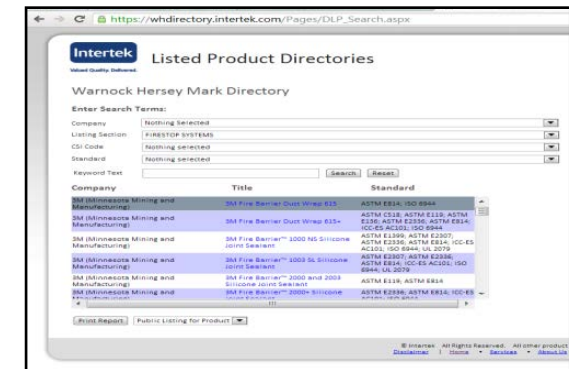 https://whdirectory.intertek.com/Pages/DLP_Search.aspx
Intertek
Valued Quality. Delivered.
Listed Product Directories
Warnock Hersey Mark Directory
Enter Search Terms:
Company Nothing Selected
Listing Section FIRESTOP SYSTEMS
CSI Code Nothing selected
Standard Nothing selected
Keyword Text Search Reset
Company Title Standard
3M (Minnesota Mining and Manufacturing) 3M Fire Barrier Duct Wrap 615 ASTM E814; ISO 6944
3M (Minnesota Mining and Manufacturing) 3M Fire Barrier Duct Wrap 615+ ASTM C518; ASTM E119; ASTM E136; ASTM E2336; ASTM E814; ICC-ES AC101; ISO 6944
3M (Minnesota Mining and Manufacturing) 3M Fire Barrier™ 1000 NS Silicone Joint Sealant ASTM E1399; ASTM E2307; ASTM E2336; ASTM E814; ICC-ES AC101; ISO 6944; UL 2079
3M (Minnesota Mining and Manufacturing) 3M Fire Barrier™ 1003 SL Silicone Joint Sealant ASTM E2307; ASTM E2336; ASTM E814; ICC-ES AC101; ISO 6944; UL 2079
3M (Minnesota Mining and Manufacturing) 3M Fire Barrier™ 2000 and 2003 Silicone Joint Sealant ASTM E119; ASTM E814
3M (Minnesota Mining and 3M Fire Barrier™ 2000+ Silicone ASTM E2336; ASTM E814; ICC-ES
Print Report Public Listing for Product
© Intertek All Rights Reserved. All other product
Disclaimer | Home • Services • About Us